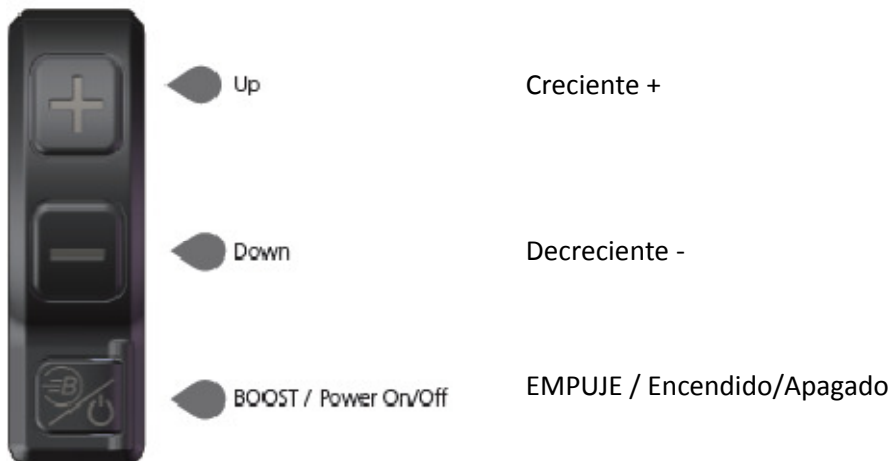 Up Creciente +
Down Decreciente -
B
BOOST / Power On/Off EMPUJE / Encendido/Apagado